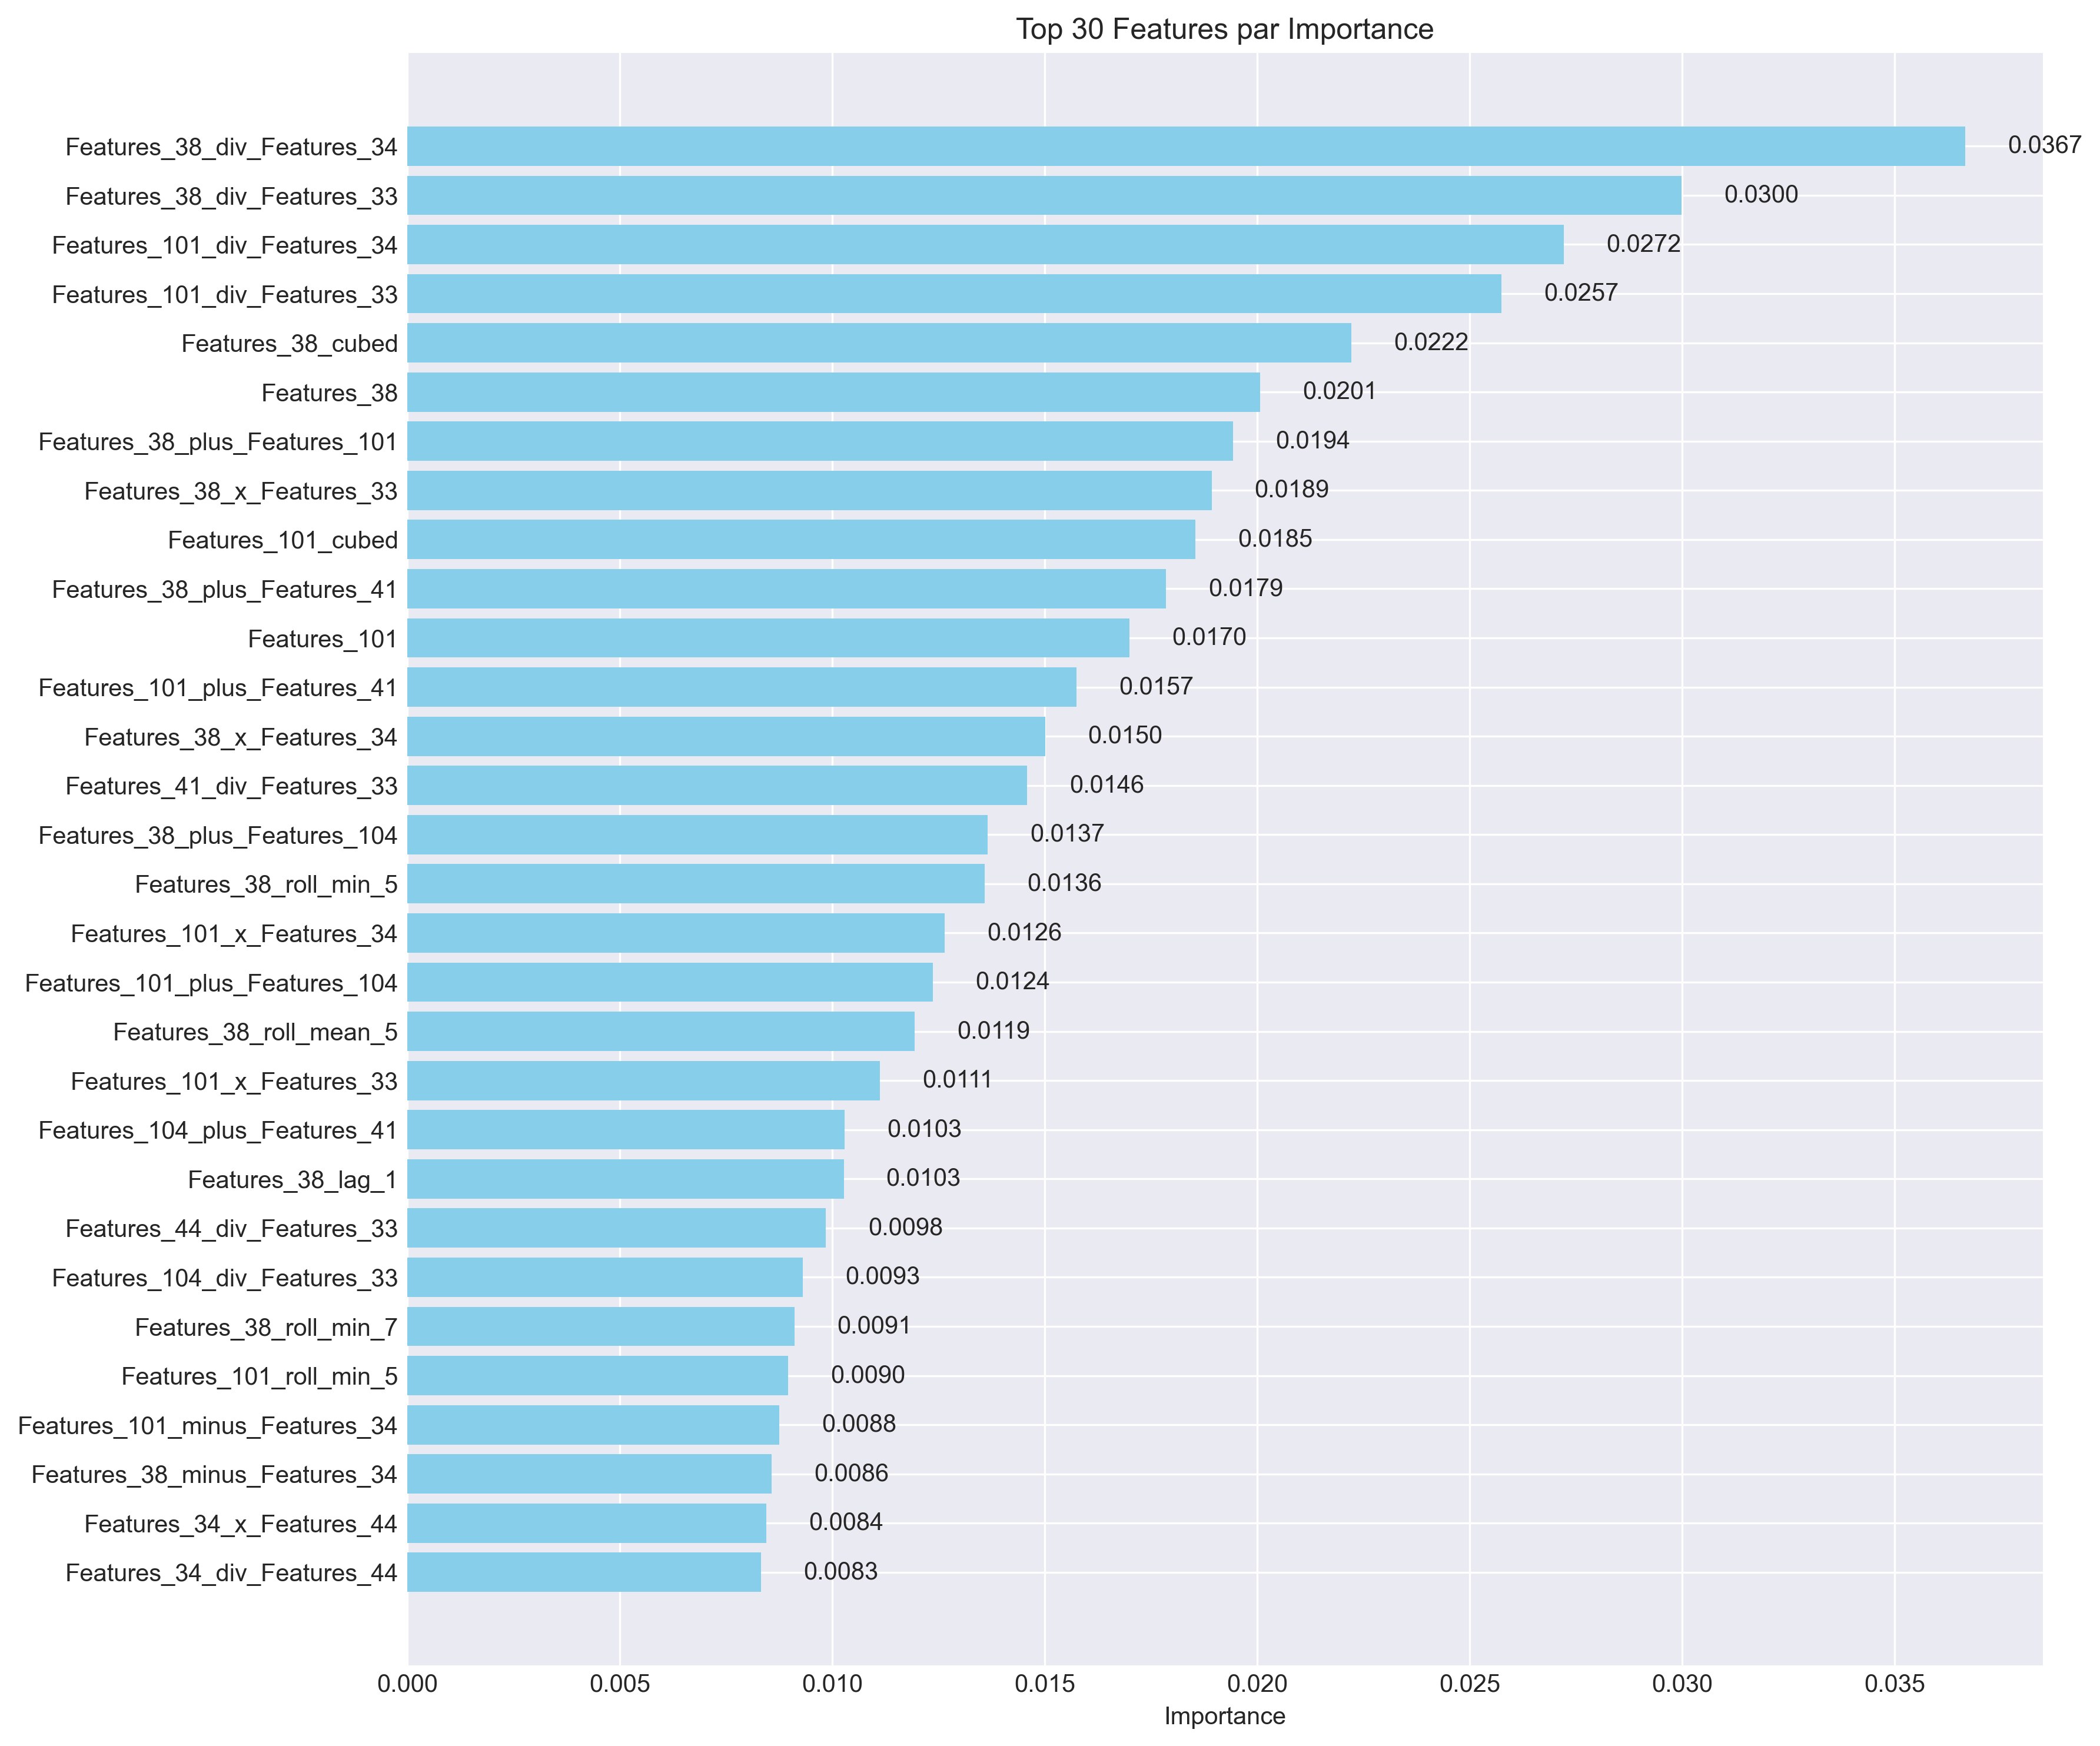 Top 30 Features par Importance
Features_38_div_Features_34 0.0367
Features_38_div_Features_33 0.0300
Features_101_div_Features_34 0.0272
Features_101_div_Features_33 0.0257
Features_38_cubed 0.0222
Features_38 0.0201
Features_38_plus_Features_101 0.0194
Features_38_x_Features_33 0.0189
Features_101_cubed 0.0185
Features_38_plus_Features_41 0.0179
Features_101 0.0170
Features_101_plus_Features_41 0.0157
Features_38_x_Features_34 0.0150
Features_41_div_Features_33 0.0146
Features_38_plus_Features_104 0.0137
Features_38_roll_min_5 0.0136
Features_101_x_Features_34 0.0126
Features_101_plus_Features_104 0.0124
Features_38_roll_mean_5 0.0119
Features_101_x_Features_33 0.0111
Features_104_plus_Features_41 0.0103
Features_38_lag_1 0.0103
Features_44_div_Features_33 0.0098
Features_104_div_Features_33 0.0093
Features_38_roll_min_7 0.0091
Features_101_roll_min_5 0.0090
Features_101_minus_Features_34 0.0088
Features_38_minus_Features_34 0.0086
Features_34_x_Features_44 0.0084
Features_34_div_Features_44 0.0083
0.000 0.005 0.010 0.015 0.020 0.025 0.030 0.035
Importance